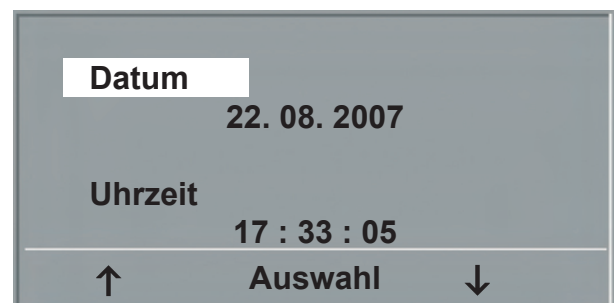 Datum
22. 08. 2007
Uhrzeit
17 : 33 : 05
↑ Auswahl ↓